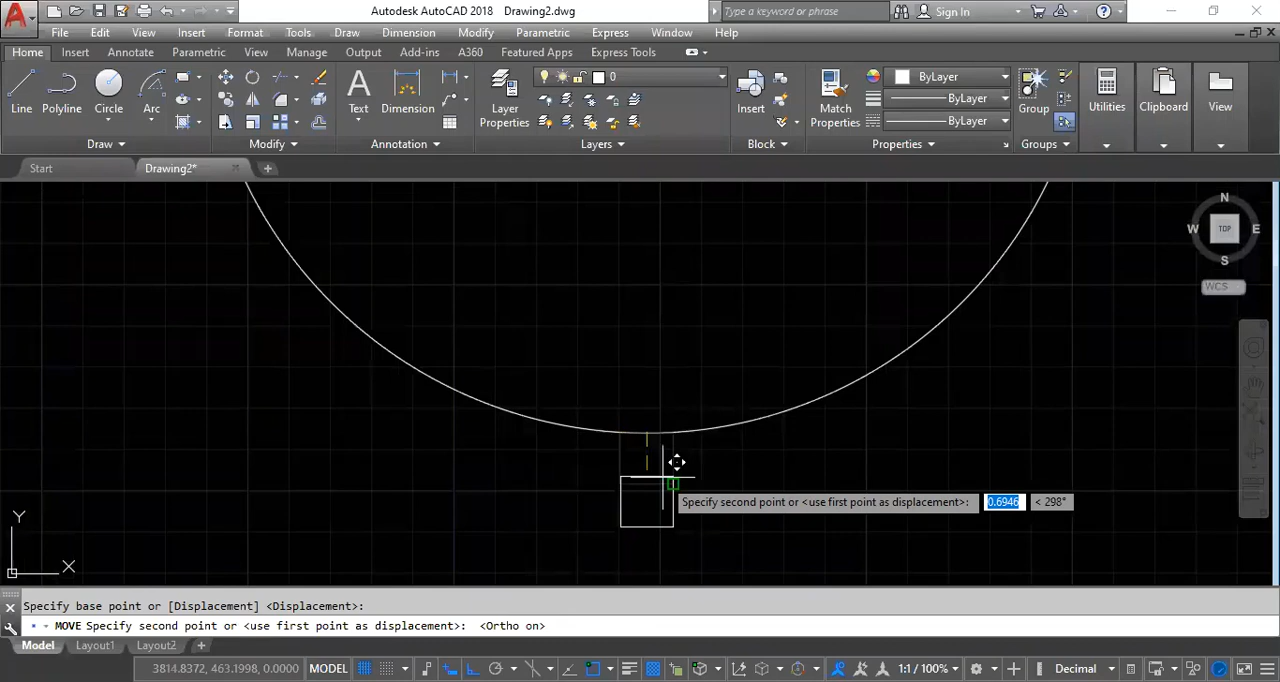 Autodesk AutoCAD 2018 Drawing2.dwg
Type a keyword or phrase
Sign In
File Edit View Insert Format Tools Draw Dimension Modify Parametric Express Window Help
Home Insert Annotate Parametric View Manage Output Add-ins A360 Featured Apps Express Tools
0 ByLayer
ByLayer
ByLayer
Line Polyline Circle Arc Text Dimension Layer Properties Insert Match Properties Group Utilities Clipboard View
Draw Modify Annotation Layers Block Properties Groups
Start Drawing2*
N
W TOP E
S
WCS
Specify second point or <use first point as displacement>: 0.6946 < 298°
Y
X
Specify base point or [Displacement] <Displacement>:
MOVE Specify second point or <use first point as displacement>: <Ortho on>
Model Layout1 Layout2 +
3814.8372, 463.1998, 0.0000 MODEL 1:1 / 100% Decimal